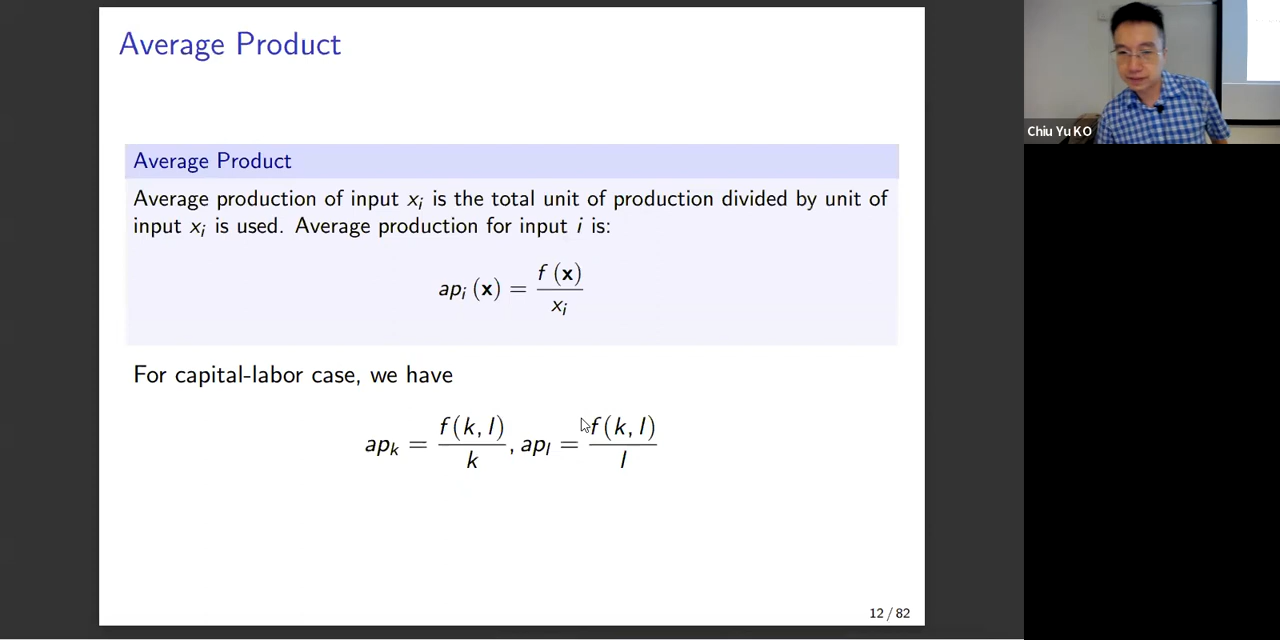 Average Product
Average Product
Average production of input xᵢ is the total unit of production divided by unit of
input xᵢ is used. Average production for input i is:
apᵢ (x) = f (x) / xᵢ
For capital-labor case, we have
apₖ = f(k, l) / k , apₗ = f(k, l) / l
12 / 82
Chiu Yu KO